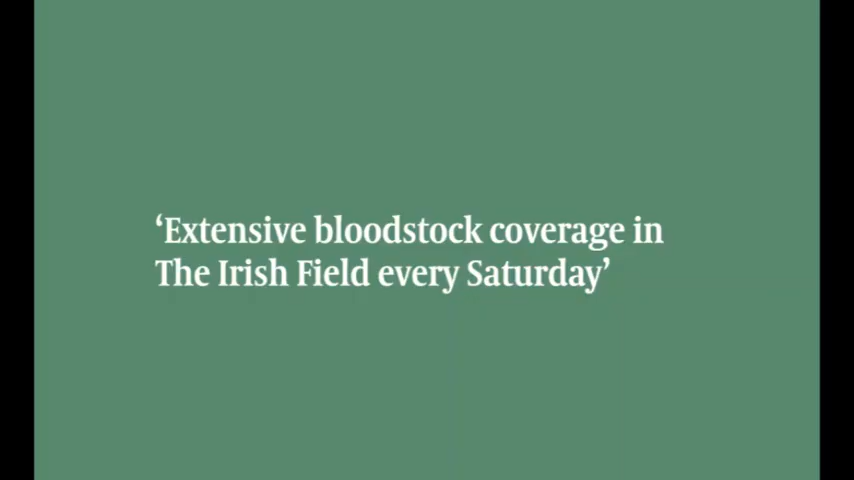 ‘Extensive bloodstock coverage in
The Irish Field every Saturday’